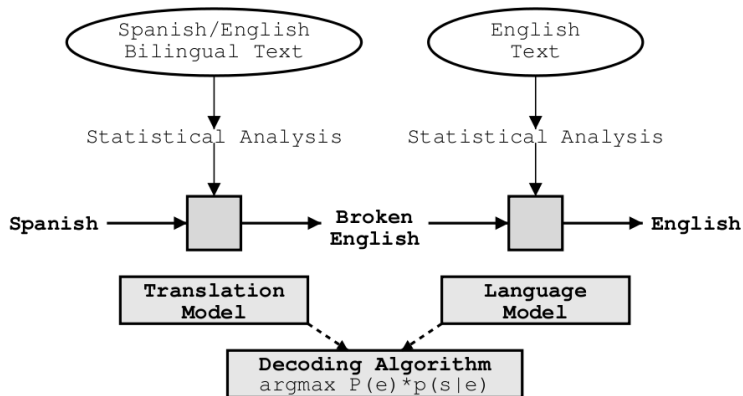 Spanish/English
Bilingual Text
English
Text
Statistical Analysis
Statistical Analysis
Spanish
Broken
English
English
Translation
Model
Language
Model
Decoding Algorithm
argmax P(e)*p(s|e)